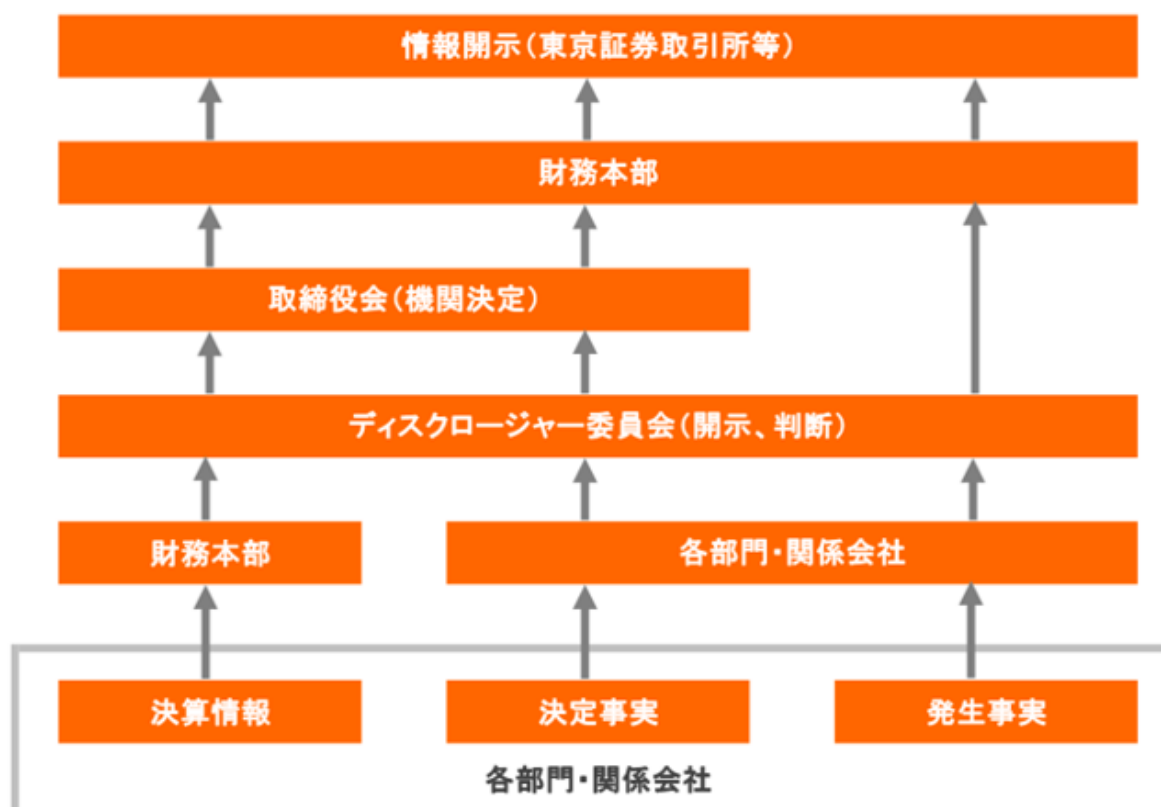 情報開示(東京証券取引所等)
財務本部
取締役会(機関決定)
ディスクロージャー委員会(開示、判断)
財務本部
各部門・関係会社
決算情報
決定事実
発生事実
各部門・関係会社